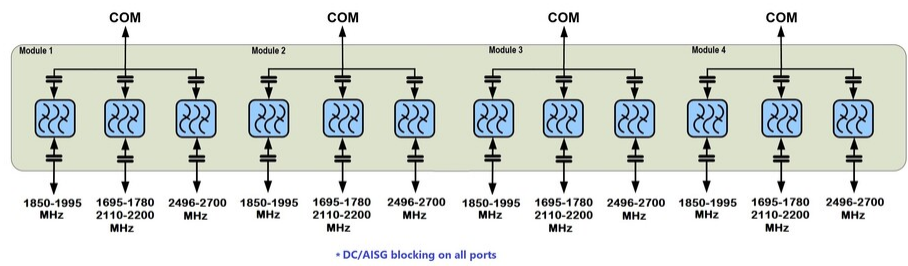 COM COM COM COM
Module 1 Module 2 Module 3 Module 4
1850-1995 1695-1780 2496-2700 1850-1995 1695-1780 2496-2700 1850-1995 1695-1780 2496-2700 1850-1995 1695-1780 2496-2700
MHz 2110-2200 MHz MHz 2110-2200 MHz MHz 2110-2200 MHz MHz 2110-2200 MHz
MHz MHz MHz MHz
* DC/AISG blocking on all ports